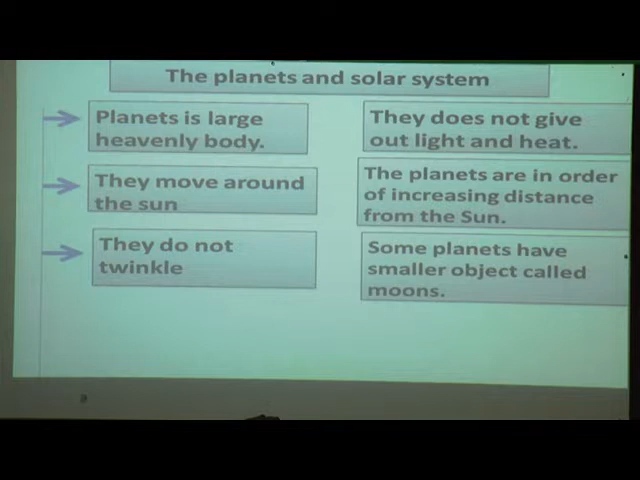 The planets and solar system
Planets is large
heavenly body.
They does not give
out light and heat.
They move around
the sun
The planets are in order
of increasing distance
from the Sun.
They do not
twinkle
Some planets have
smaller object called
moons.